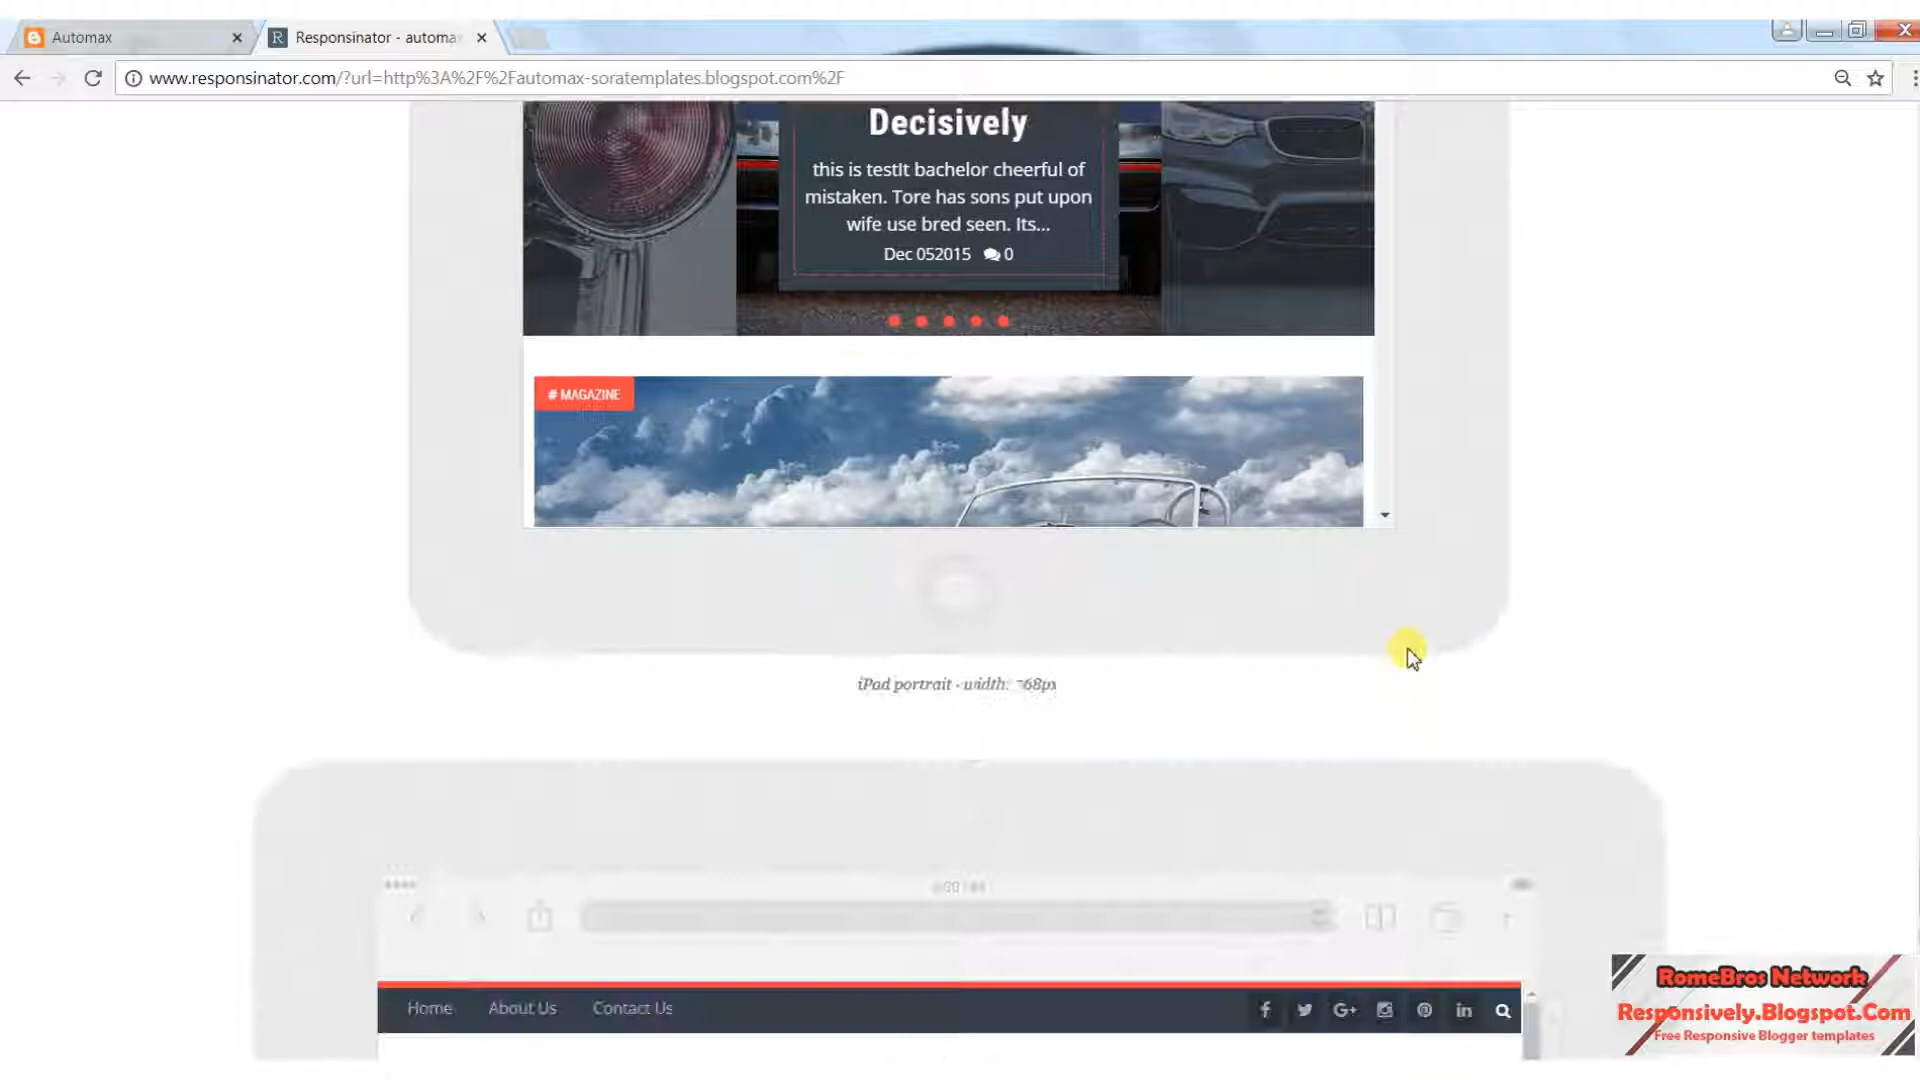 Automax
Responsinator - automa
www.responsinator.com/?url=http%3A%2F%2Fautomax-soratemplates.blogspot.com%2F
Decisively
this is testIt bachelor cheerful of
mistaken. Tore has sons put upon
wife use bred seen. Its...
Dec 052015 0
# MAGAZINE
iPad portrait - width: 768px
Home About Us Contact Us
RomeBros Network
Responsively.Blogspot.Com
Free Responsive Blogger templates